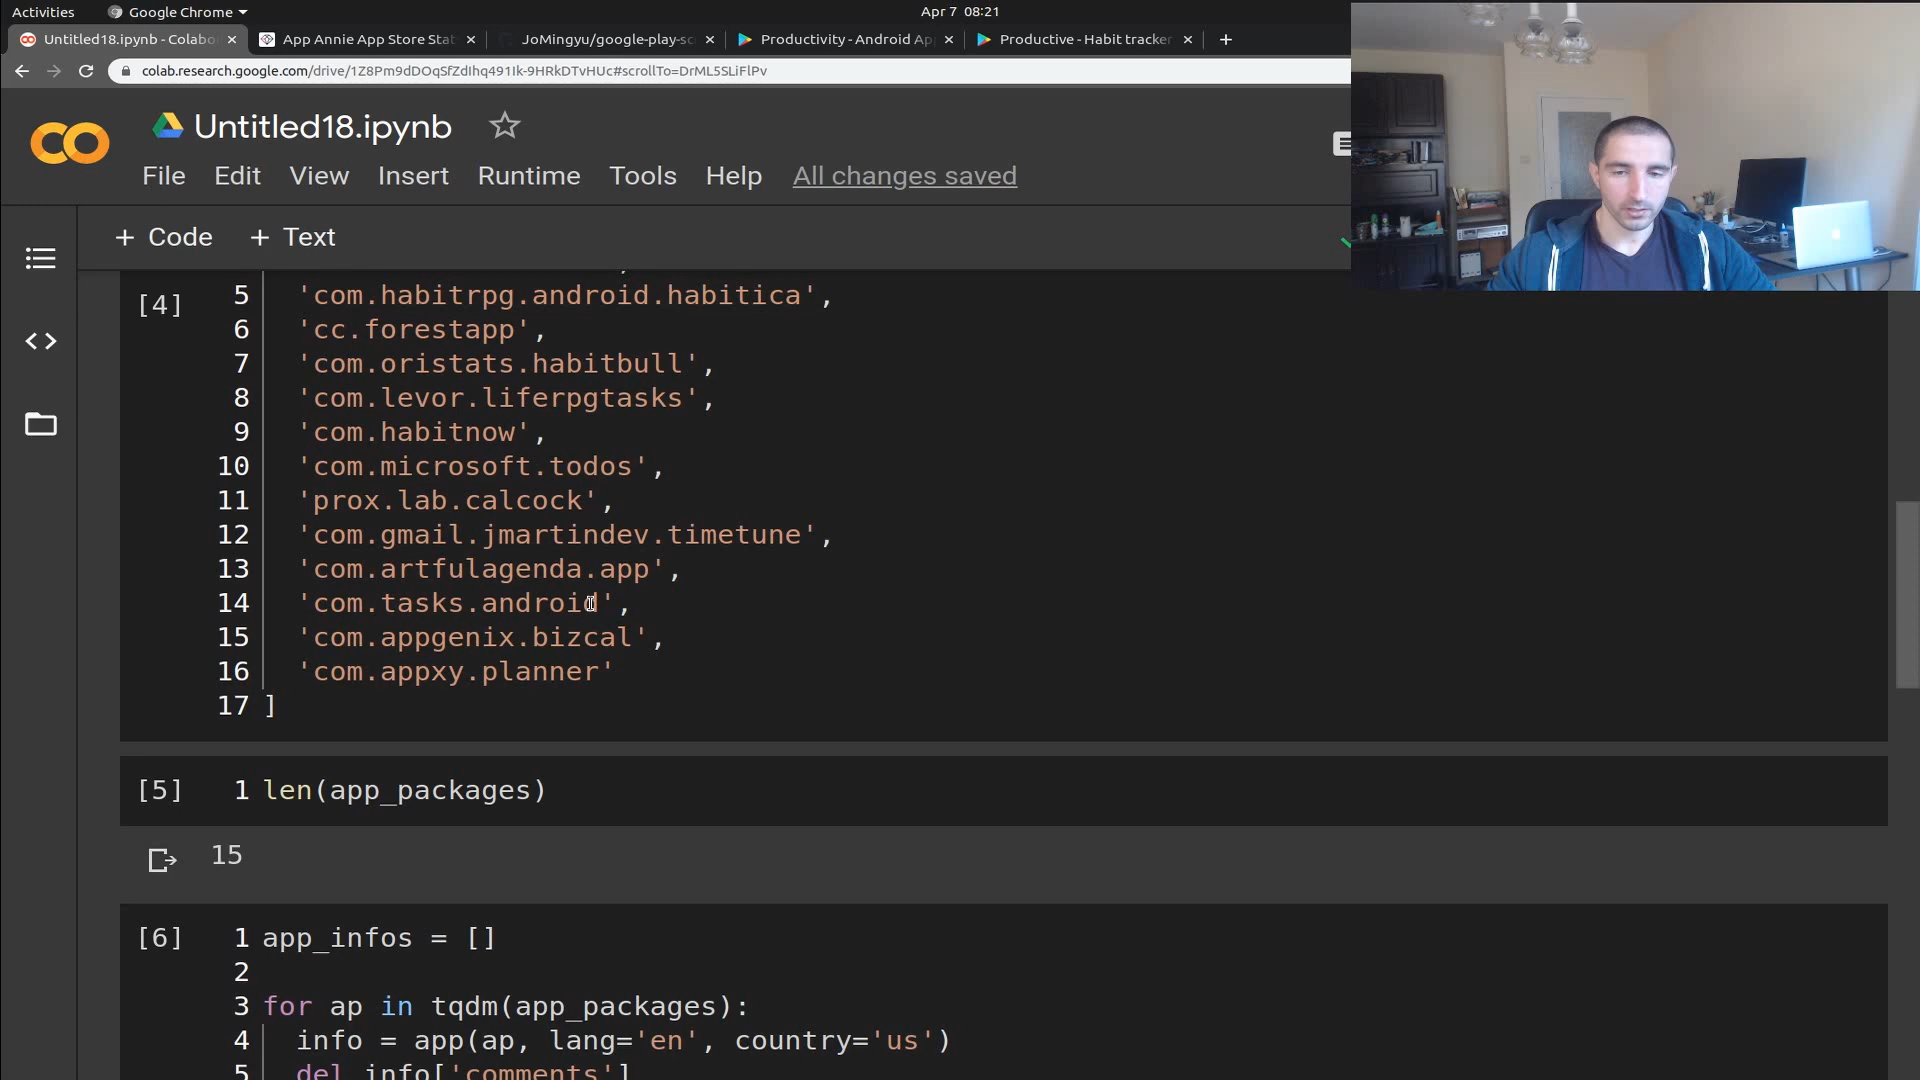 Activities Google Chrome Apr 7 08:21
Untitled18.ipynb - Colabo App Annie App Store Stat JoMingyu/google-play-sc Productivity - Android Ap Productive - Habit tracker
colab.research.google.com/drive/1Z8Pm9dDOqSfZdIhq491Ik-9HRkDTvHUc#scrollTo=DrML5SLiFlPv
Untitled18.ipynb
File Edit View Insert Runtime Tools Help All changes saved
+ Code + Text
[4] 5 'com.habitrpg.android.habitica',
6 'cc.forestapp',
7 'com.oristats.habitbull',
8 'com.levor.liferpgtasks',
9 'com.habitnow',
10 'com.microsoft.todos',
11 'prox.lab.calcock',
12 'com.gmail.jmartindev.timetune',
13 'com.artfulagenda.app',
14 'com.tasks.android',
15 'com.appgenix.bizcal',
16 'com.appxy.planner'
17 ]
[5] 1 len(app_packages)
15
[6] 1 app_infos = []
2
3 for ap in tqdm(app_packages):
4 info = app(ap, lang='en', country='us')
5 del info['comments']